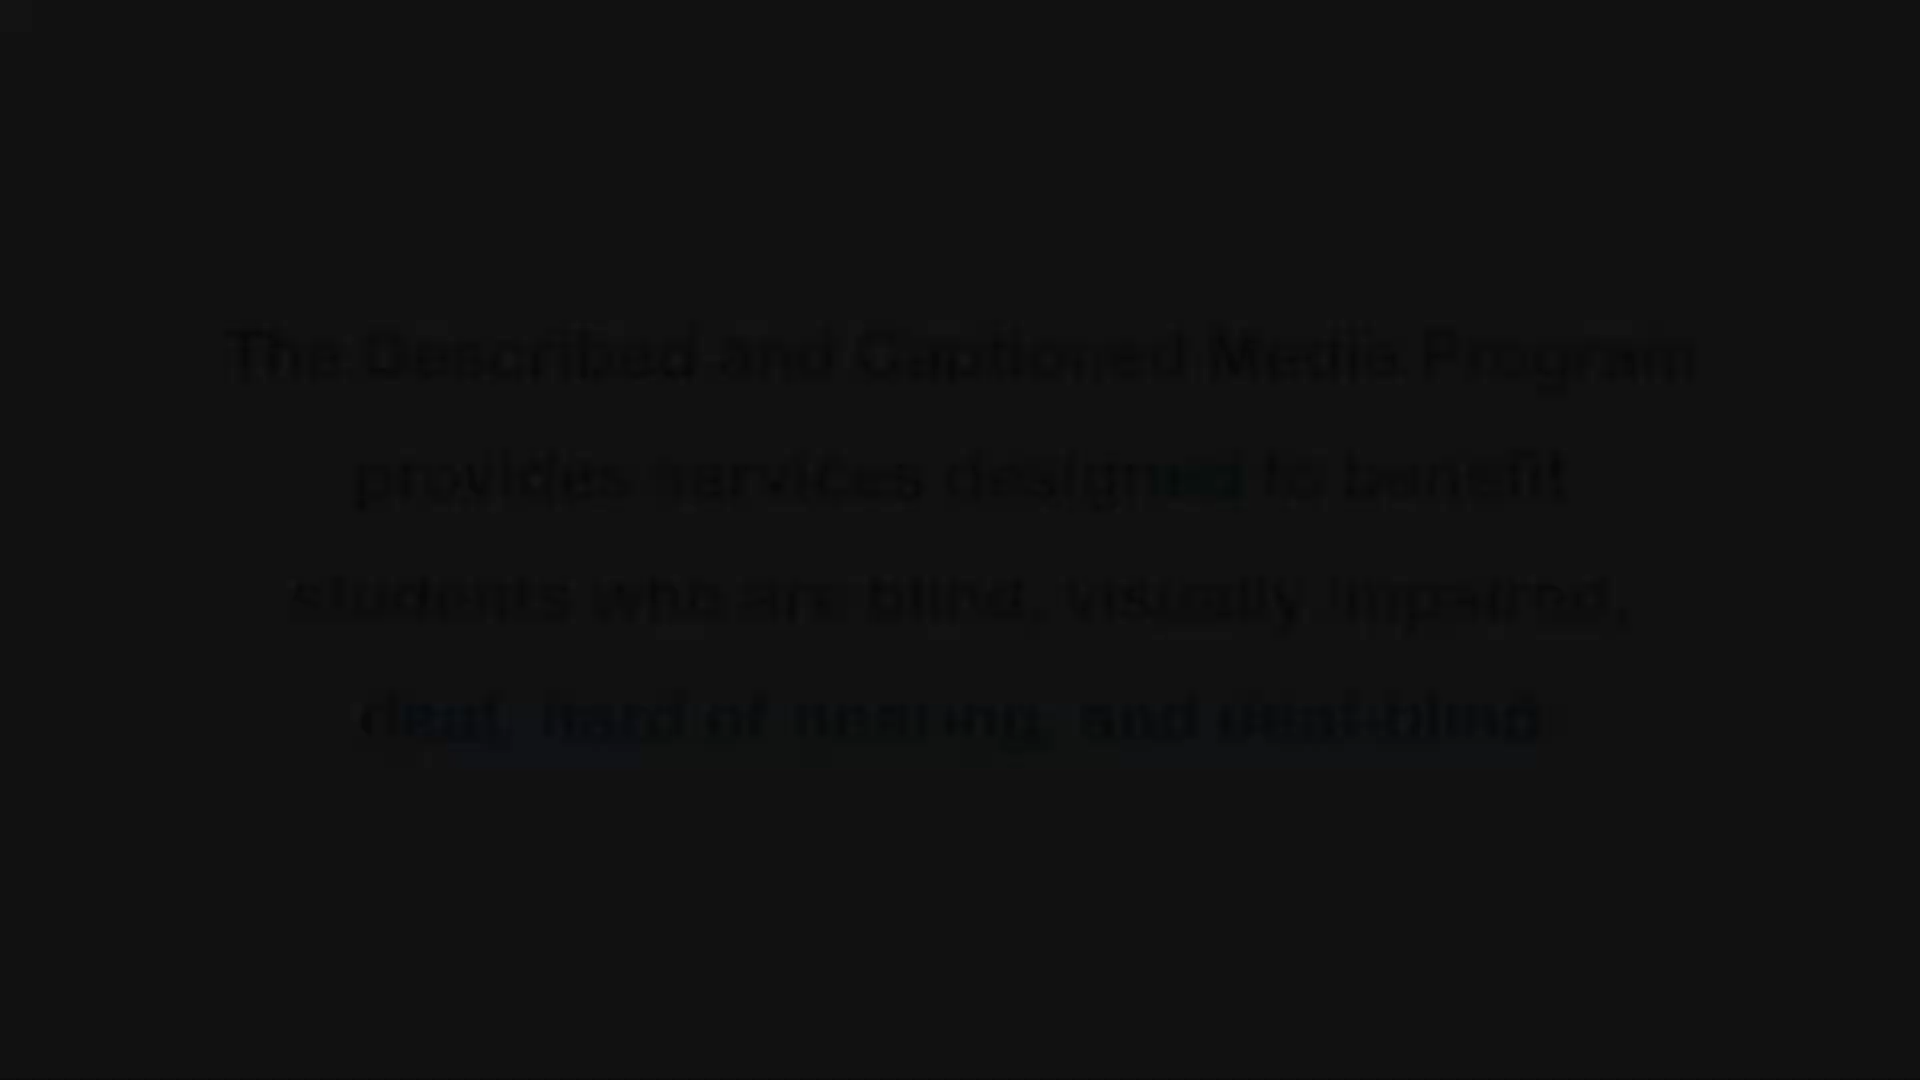 The Described and Captioned Media Program
provides services designed to benefit
students who are blind, visually impaired,
deaf, hard of hearing, and deaf-blind.